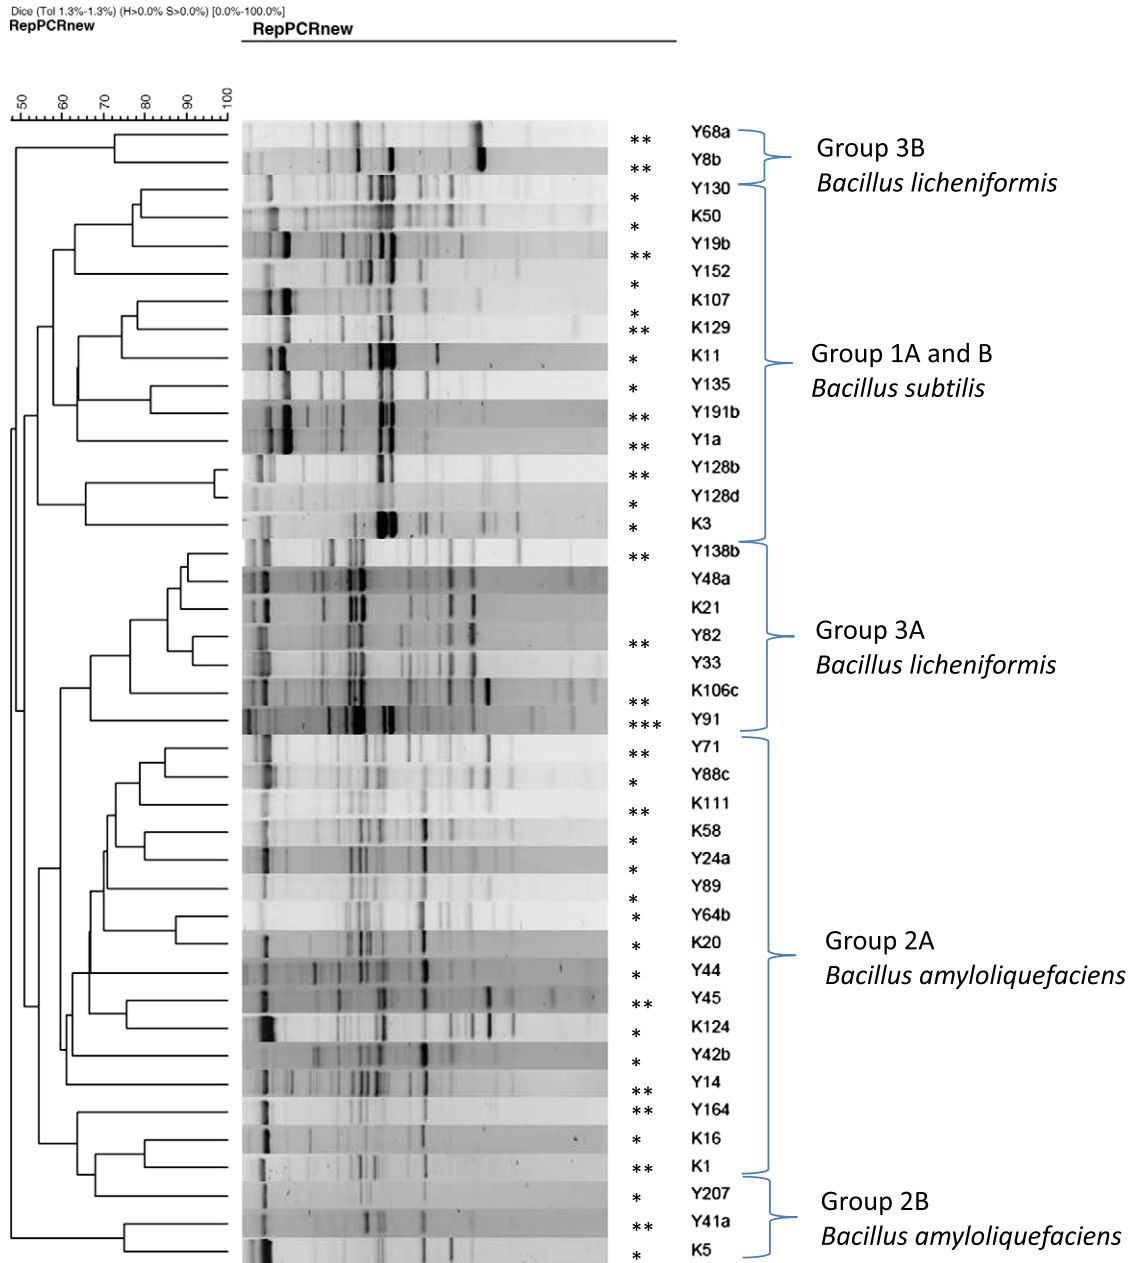 Dice (Tol 1.3%-1.3%) (H>0.0% S>0.0%) [0.0%-100.0%]
RepPCRnew RepPCRnew
50 60 70 80 90 100
** Y68a
** Y8b
Group 3B
Bacillus licheniformis
* Y130
* K50
** Y19b
* Y152
* K107
** K129
* K11
* Y135
** Y191b
** Y1a
** Y128b
* Y128d
* K3
Group 1A and B
Bacillus subtilis
** Y138b
Y48a
K21
** Y82
Y33
** K106c
*** Y91
Group 3A
Bacillus licheniformis
** Y71
* Y88c
** K111
* K58
* Y24a
* Y89
* Y64b
* K20
* Y44
** Y45
* K124
* Y42b
** Y14
** Y164
* K16
** K1
Group 2A
Bacillus amyloliquefaciens
* Y207
** Y41a
* K5
Group 2B
Bacillus amyloliquefaciens